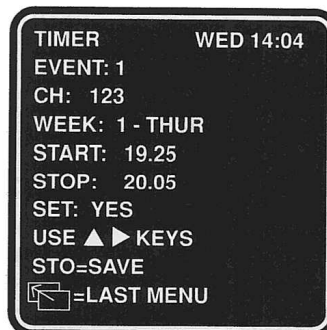 TIMER WED 14:04
EVENT: 1
CH: 123
WEEK: 1 - THUR
START: 19.25
STOP: 20.05
SET: YES
USE ▲ ▶ KEYS
STO=SAVE
=LAST MENU